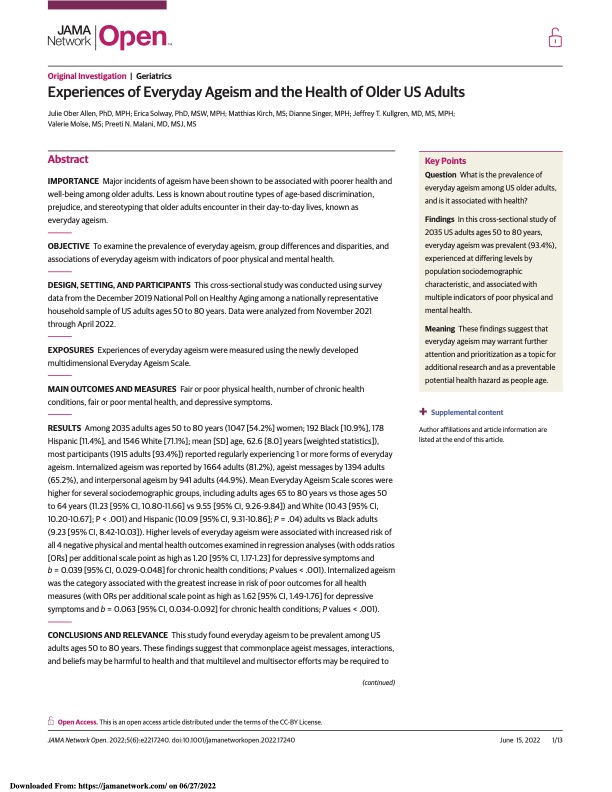 JAMA
Network
Open™
Original Investigation | Geriatrics
Experiences of Everyday Ageism and the Health of Older US Adults
Julie Ober Allen, PhD, MPH; Erica Solway, PhD, MSW, MPH; Matthias Kirch, MS; Dianne Singer, MPH; Jeffrey T. Kullgren, MD, MS, MPH;
Valerie Moïse, MS; Preeti N. Malani, MD, MSJ, MS
Abstract
IMPORTANCE Major incidents of ageism have been shown to be associated with poorer health and
well-being among older adults. Less is known about routine types of age-based discrimination,
prejudice, and stereotyping that older adults encounter in their day-to-day lives, known as
everyday ageism.
OBJECTIVE To examine the prevalence of everyday ageism, group differences and disparities, and
associations of everyday ageism with indicators of poor physical and mental health.
DESIGN, SETTING, AND PARTICIPANTS This cross-sectional study was conducted using survey
data from the December 2019 National Poll on Healthy Aging among a nationally representative
household sample of US adults ages 50 to 80 years. Data were analyzed from November 2021
through April 2022.
EXPOSURES Experiences of everyday ageism were measured using the newly developed
multidimensional Everyday Ageism Scale.
MAIN OUTCOMES AND MEASURES Fair or poor physical health, number of chronic health
conditions, fair or poor mental health, and depressive symptoms.
RESULTS Among 2035 adults ages 50 to 80 years (1047 [54.2%] women; 192 Black [10.9%], 178
Hispanic [11.4%], and 1546 White [71.1%]; mean [SD] age, 62.6 [8.0] years [weighted statistics]),
most participants (1915 adults [93.4%]) reported regularly experiencing 1 or more forms of everyday
ageism. Internalized ageism was reported by 1664 adults (81.2%), ageist messages by 1394 adults
(65.2%), and interpersonal ageism by 941 adults (44.9%). Mean Everyday Ageism Scale scores were
higher for several sociodemographic groups, including adults ages 65 to 80 years vs those ages 50
to 64 years (11.23 [95% CI, 10.80-11.66] vs 9.55 [95% CI, 9.26-9.84]) and White (10.43 [95% CI,
10.20-10.67]; P < .001) and Hispanic (10.09 [95% CI, 9.31-10.86]; P = .04) adults vs Black adults
(9.23 [95% CI, 8.42-10.03]). Higher levels of everyday ageism were associated with increased risk of
all 4 negative physical and mental health outcomes examined in regression analyses (with odds ratios
[ORs] per additional scale point as high as 1.20 [95% CI, 1.17-1.23] for depressive symptoms and
b = 0.039 [95% CI, 0.029-0.048] for chronic health conditions; P values < .001). Internalized ageism
was the category associated with the greatest increase in risk of poor outcomes for all health
measures (with ORs per additional scale point as high as 1.62 [95% CI, 1.49-1.76] for depressive
symptoms and b = 0.063 [95% CI, 0.034-0.092] for chronic health conditions; P values < .001).
CONCLUSIONS AND RELEVANCE This study found everyday ageism to be prevalent among US
adults ages 50 to 80 years. These findings suggest that commonplace ageist messages, interactions,
and beliefs may be harmful to health and that multilevel and multisector efforts may be required to
(continued)
Key Points
Question What is the prevalence of
everyday ageism among US older adults,
and is it associated with health?
Findings In this cross-sectional study of
2035 US adults ages 50 to 80 years,
everyday ageism was prevalent (93.4%),
experienced at differing levels by
population sociodemographic
characteristic, and associated with
multiple indicators of poor physical and
mental health.
Meaning These findings suggest that
everyday ageism may warrant further
attention and prioritization as a topic for
additional research and as a preventable
potential health hazard as people age.
+ Supplemental content
Author affiliations and article information are
listed at the end of this article.
Open Access. This is an open access article distributed under the terms of the CC-BY License.
JAMA Network Open. 2022;5(6):e2217240. doi:10.1001/jamanetworkopen.2022.17240
June 15, 2022 1/13
Downloaded From: https://jamanetwork.com/ on 06/27/2022